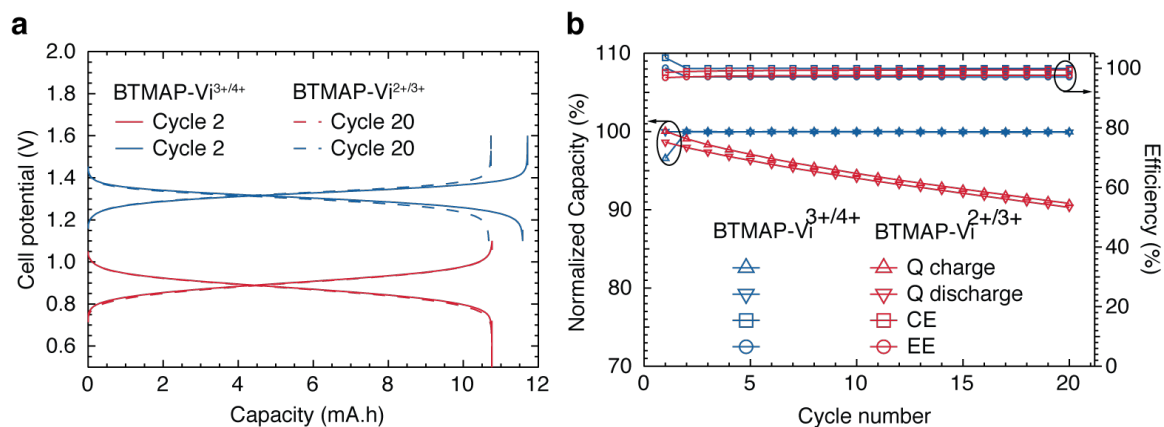 a
2.0
1.8
1.6
1.4
1.2
1.0
0.8
0.6
Cell potential (V)
BTMAP-Vi3+/4+ BTMAP-Vi2+/3+
Cycle 2 Cycle 20
Cycle 2 Cycle 20
0 2 4 6 8 10 12
Capacity (mA.h)
b
110
100
90
80
70
Normalized Capacity (%)
100
80
60
40
20
0
Efficiency (%)
BTMAP-Vi3+/4+ BTMAP-Vi2+/3+
Q charge
Q discharge
CE
EE
0 5 10 15 20
Cycle number